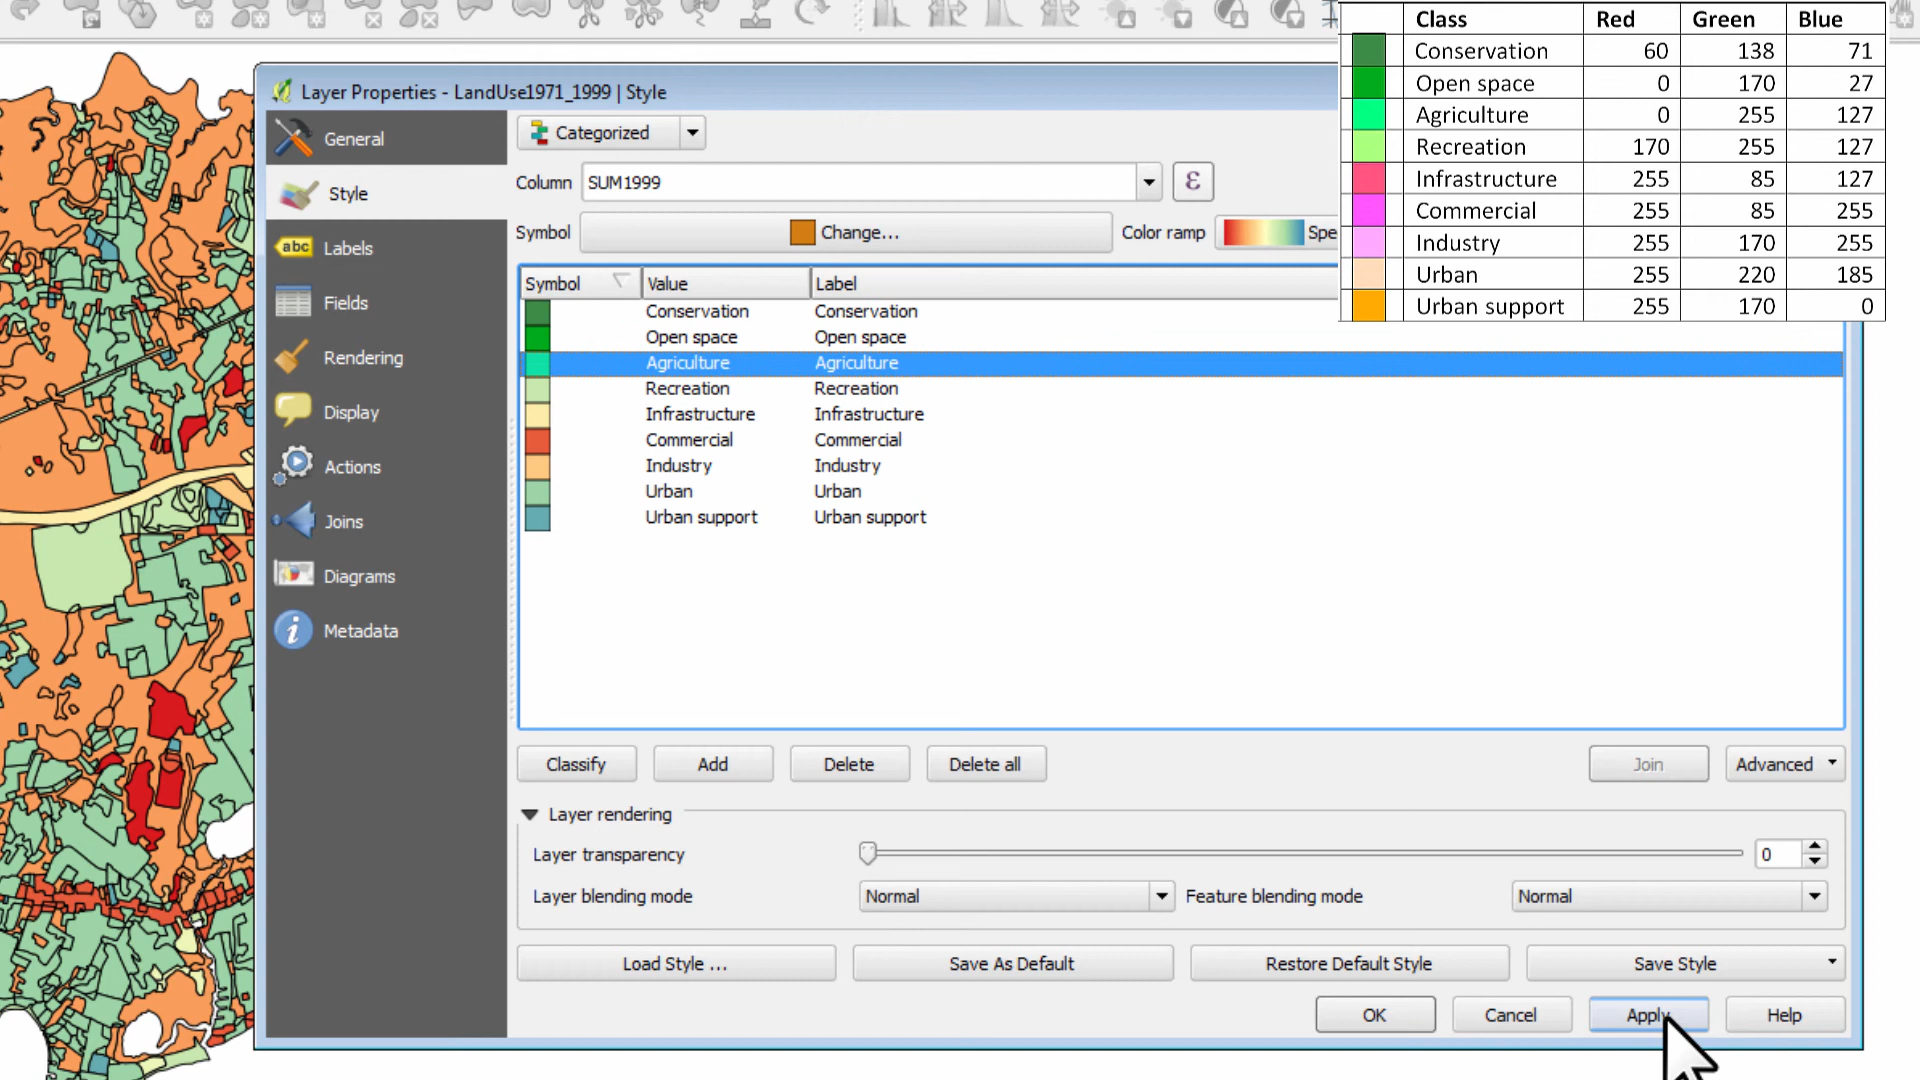 Class Red Green Blue
Conservation 60 138 71
Open space 0 170 27
Agriculture 0 255 127
Recreation 170 255 127
Infrastructure 255 85 127
Commercial 255 85 255
Industry 255 170 255
Urban 255 220 185
Urban support 255 170 0
Layer Properties - LandUse1971_1999 | Style
General
Style
abc Labels
Fields
Rendering
Display
Actions
Joins
Diagrams
i Metadata
Categorized
Column SUM1999 ε
Symbol Change... Color ramp Spe
Symbol Value Label
Conservation Conservation
Open space Open space
Agriculture Agriculture
Recreation Recreation
Infrastructure Infrastructure
Commercial Commercial
Industry Industry
Urban Urban
Urban support Urban support
Classify Add Delete Delete all Join Advanced
Layer rendering
Layer transparency 0
Layer blending mode Normal Feature blending mode Normal
Load Style ... Save As Default Restore Default Style Save Style
OK Cancel Apply Help